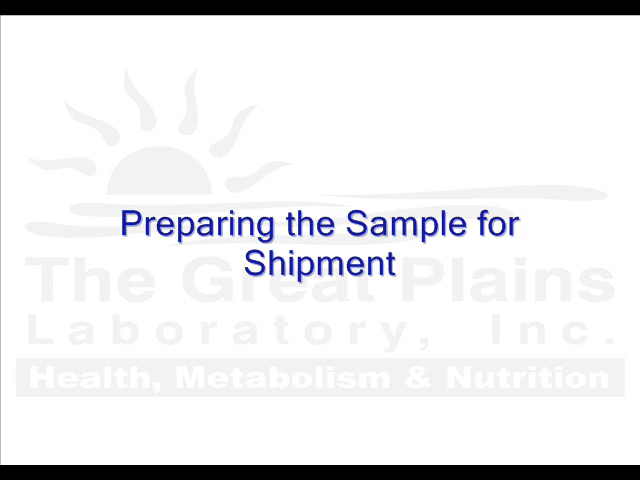 Preparing the Sample for
Shipment
The Great Plains
Laboratory, Inc.
Health, Metabolism & Nutrition